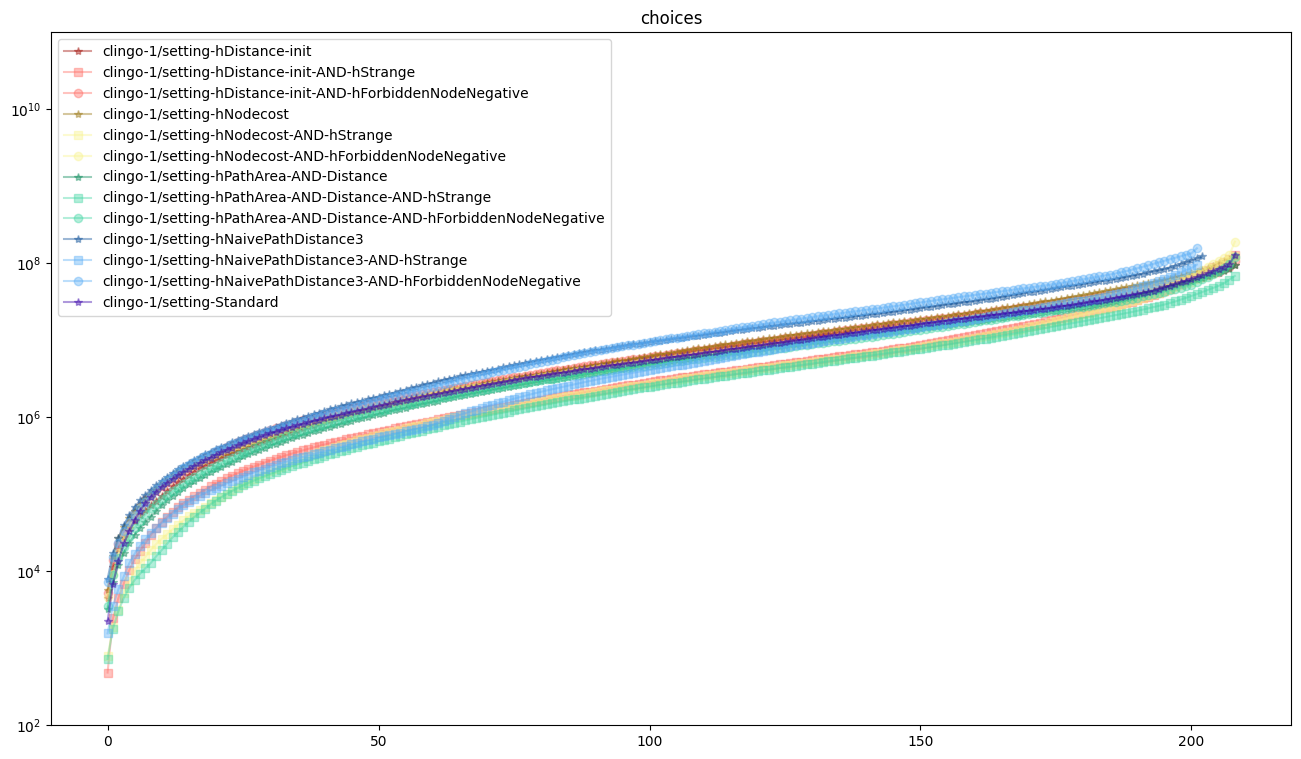 choices
clingo-1/setting-hDistance-init
clingo-1/setting-hDistance-init-AND-hStrange
clingo-1/setting-hDistance-init-AND-hForbiddenNodeNegative
clingo-1/setting-hNodecost
clingo-1/setting-hNodecost-AND-hStrange
clingo-1/setting-hNodecost-AND-hForbiddenNodeNegative
clingo-1/setting-hPathArea-AND-Distance
clingo-1/setting-hPathArea-AND-Distance-AND-hStrange
clingo-1/setting-hPathArea-AND-Distance-AND-hForbiddenNodeNegative
clingo-1/setting-hNaivePathDistance3
clingo-1/setting-hNaivePathDistance3-AND-hStrange
clingo-1/setting-hNaivePathDistance3-AND-hForbiddenNodeNegative
clingo-1/setting-Standard
10^10
10^8
10^6
10^4
10^2
0 50 100 150 200